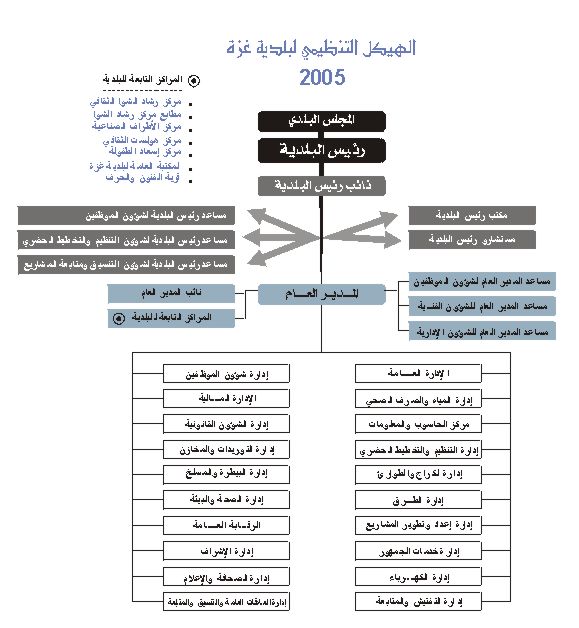 الهيكل التنظيمي لبلدية غزة
2005
المراكز التابعة للبلدية
مركز رشاد الشوا الثقافي
مطابع مركز رشاد الشوا
مركز الأطراف الصناعية
مركز هولست الثقافي
مركز إسعاد الطفولة
لمكتبة العامة لبلدية غزة
قرية الفنون والحرف
المجلس البلدي
رئيس البلدية
نائب رئيس البلدية
مكتب رئيس البلدية
مستشاري رئيس البلدية
مساعد رئيس البلدية لشؤون الموظفين
مساعد رئيس البلدية لشؤون التنظيم والتخطيط الحضري
مساعد رئيس البلدية لشؤون التنسيق ومتابعة المشاريع
المدير العام
مساعد المدير العام لشؤون الموظفين
مساعد المدير العام للشؤون الفنية
مساعد المدير العام للشؤون الإدارية
نائب المدير العام
المراكز التابعة للبلدية
الإدارة العامة
إدارة المياه والصرف الصحي
مركز الحاسوب والمعلومات
إدارة التنظيم والتخطيط الحضري
إدارة لكراج والطوارئ
إدارة الطرق
إدارة إعداد وتطوير المشاريع
إدارة خدمات الجمهور
إدارة الكهرباء
إدارة التفتيش والمتابعة
إدارة شؤون الموظفين
الإدارة المالية
إدارة الشؤون القانونية
إدارة التوريدات والمخازن
إدارة البيطرة والمسلخ
إدارة الصحة والبيئة
الرقابة العامة
إدارة الإشراف
إدارة الصحافة والإعلام
إدارة العلاقات العامة والتنسيق والمتابعة